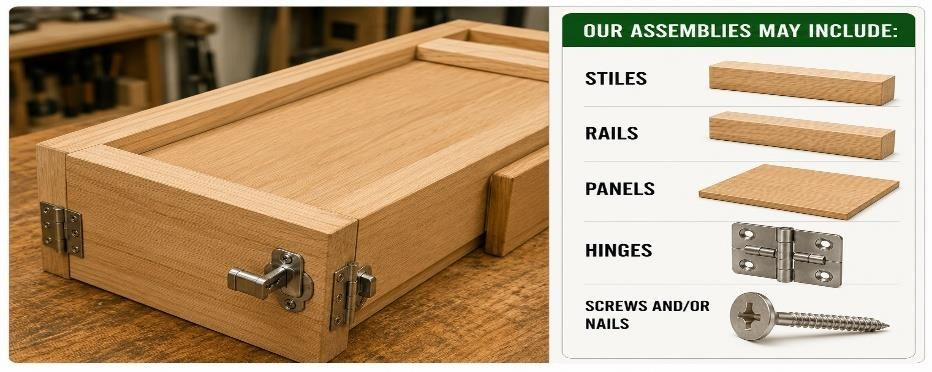 OUR ASSEMBLIES MAY INCLUDE:
STILES
RAILS
PANELS
HINGES
SCREWS AND/OR
NAILS